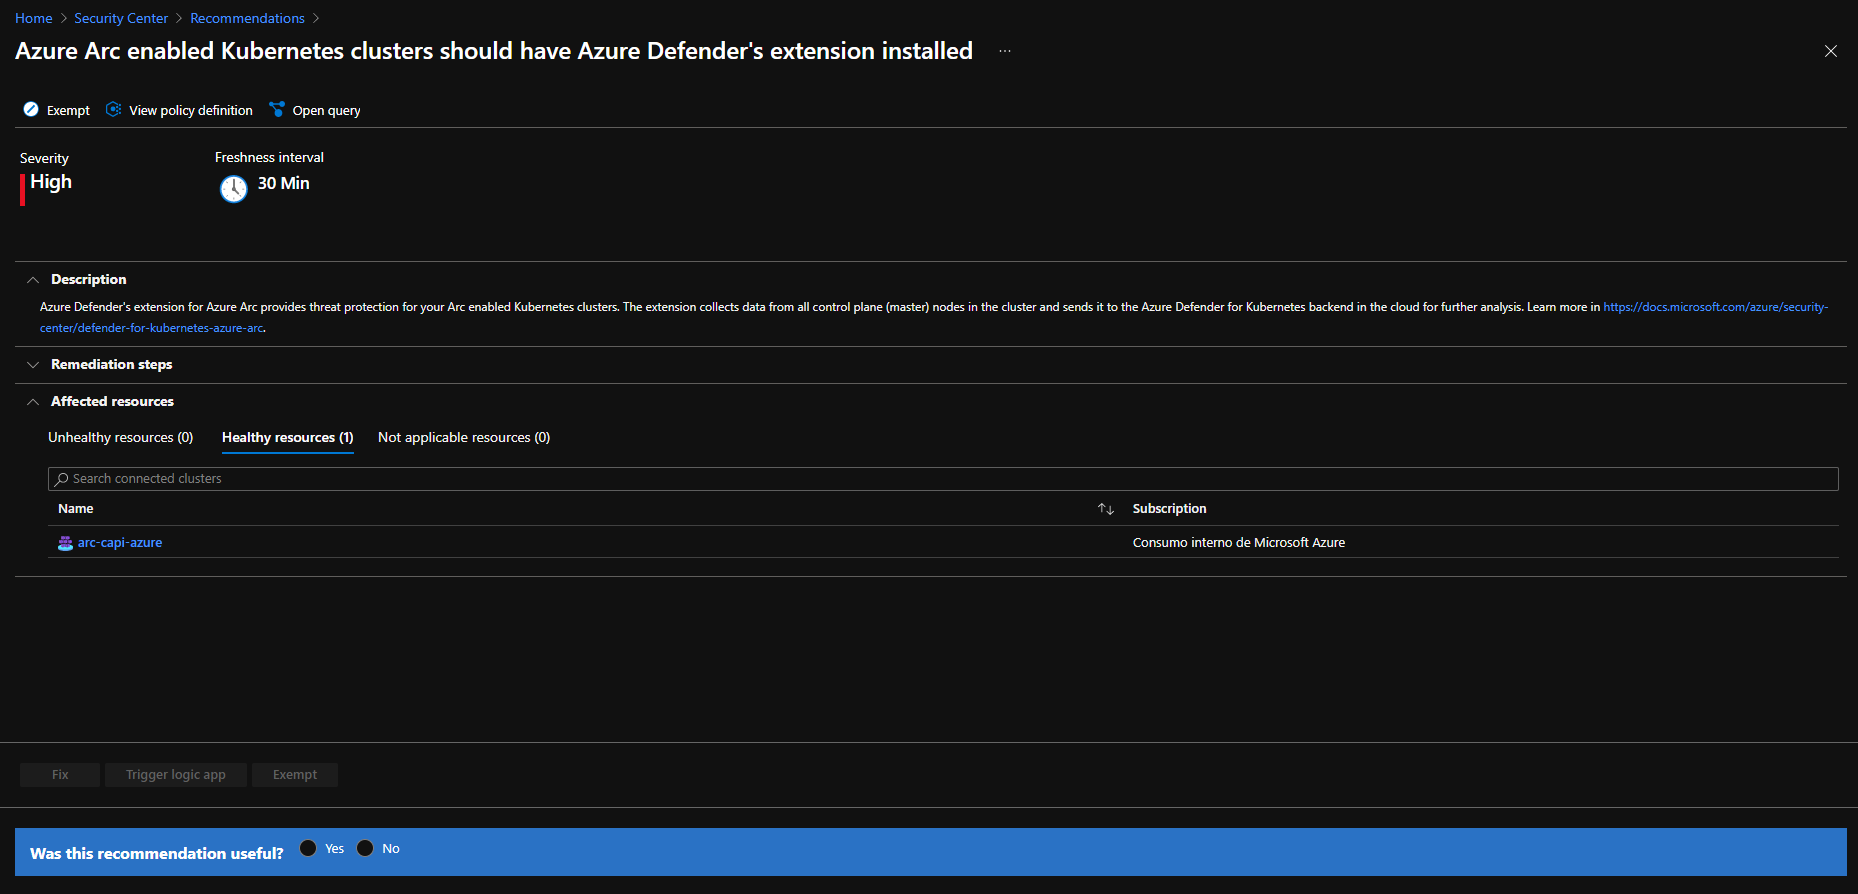 Home > Security Center > Recommendations >
Azure Arc enabled Kubernetes clusters should have Azure Defender's extension installed ...
Exempt View policy definition Open query
Severity Freshness interval
High 30 Min
Description
Azure Defender's extension for Azure Arc provides threat protection for your Arc enabled Kubernetes clusters. The extension collects data from all control plane (master) nodes in the cluster and sends it to the Azure Defender for Kubernetes backend in the cloud for further analysis. Learn more in https://docs.microsoft.com/azure/security-
center/defender-for-kubernetes-azure-arc.
Remediation steps
Affected resources
Unhealthy resources (0) Healthy resources (1) Not applicable resources (0)
Search connected clusters
Name Subscription
arc-capi-azure Consumo interno de Microsoft Azure
Fix Trigger logic app Exempt
Was this recommendation useful? Yes No